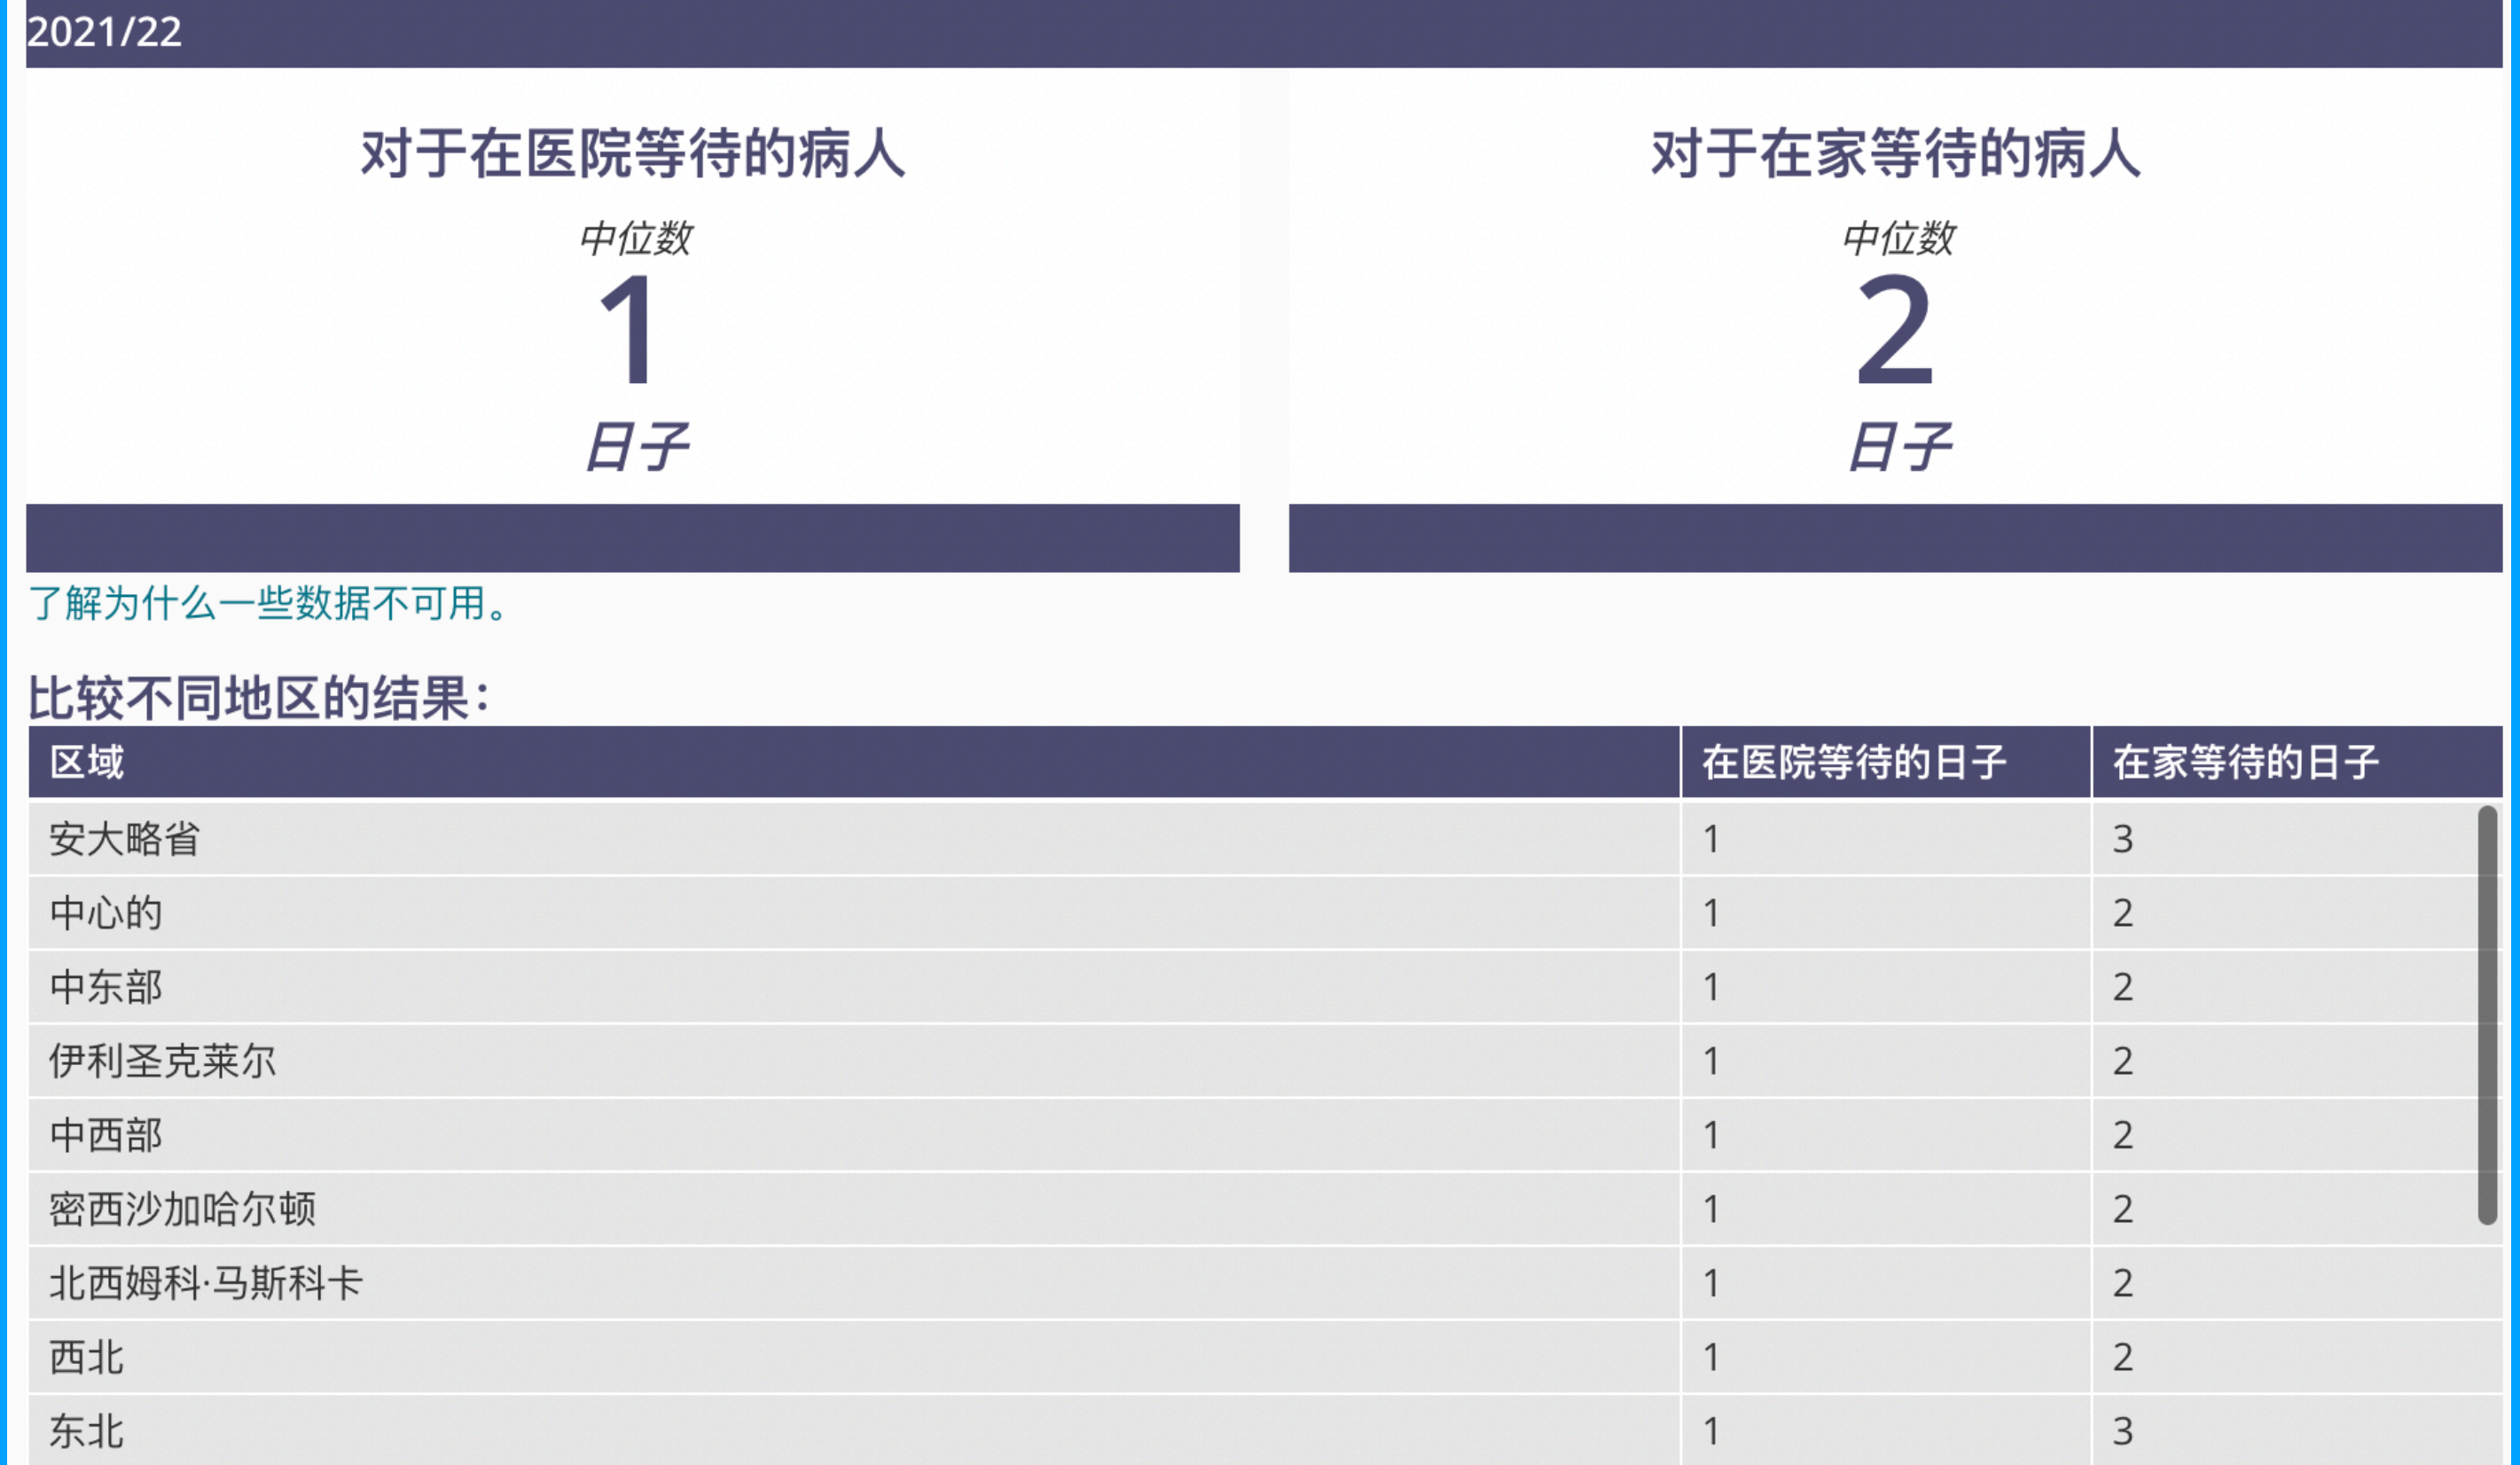 2021/22
对于在医院等待的病人
中位数
1
日子
对于在家等待的病人
中位数
2
日子
了解为什么一些数据不可用。
比较不同地区的结果：
区域 在医院等待的日子 在家等待的日子
安大略省 1 3
中心的 1 2
中东部 1 2
伊利圣克莱尔 1 2
中西部 1 2
密西沙加哈尔顿 1 2
北西姆科·马斯科卡 1 2
西北 1 2
东北 1 3